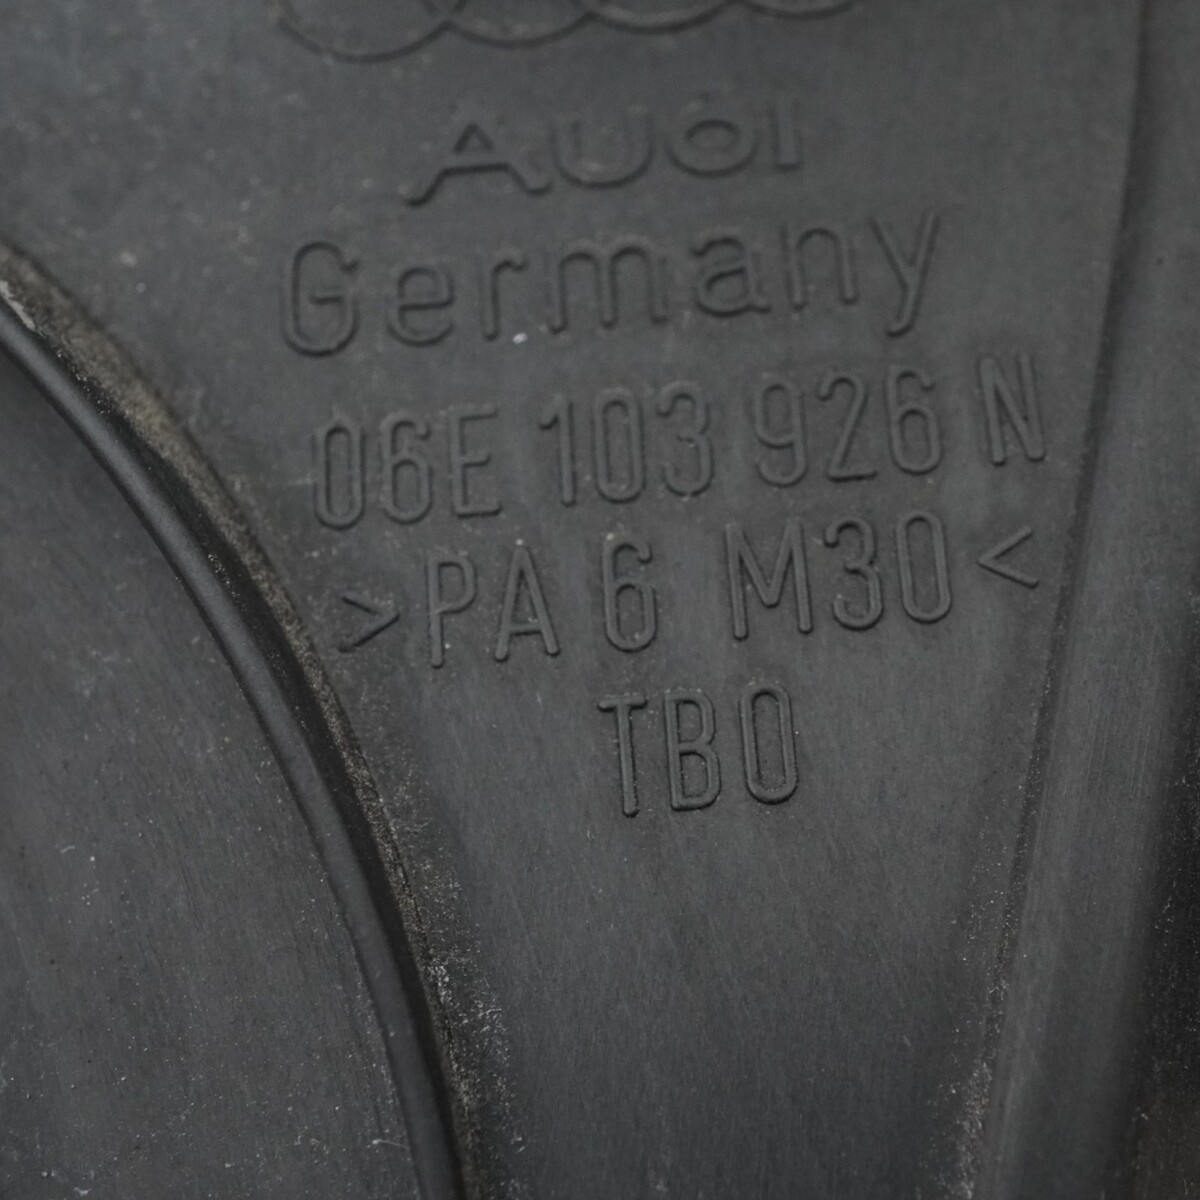 Audi
Germany
06E 103 926 N
>PA 6 M30<
TBO